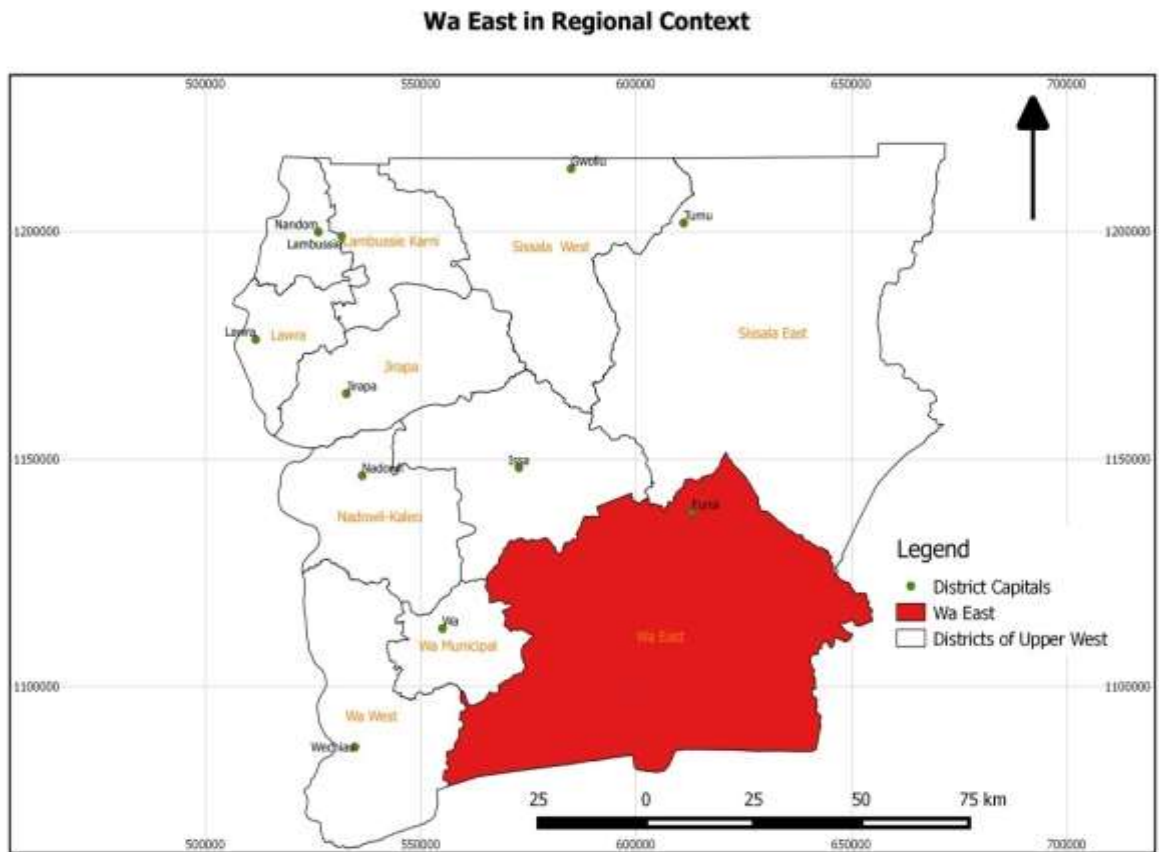 Wa East in Regional Context
500000 550000 600000 650000 700000
Gwollu
Nandom
Tumu
1200000 1200000
Lambussie Lambussie Karni
Sissala West
Lawra Lawra
Sissala East
Jirapa
Jirapa
1150000 1150000
Issa
Nadowli
Nadowli-Kaleo
Funsi
Legend
District Capitals
Wa East
Districts of Upper West
Wa
Wa Municipal
Wa East
1100000 1100000
Wa West
Wechiau
25 0 25 50 75 km
500000 550000 600000 650000 700000